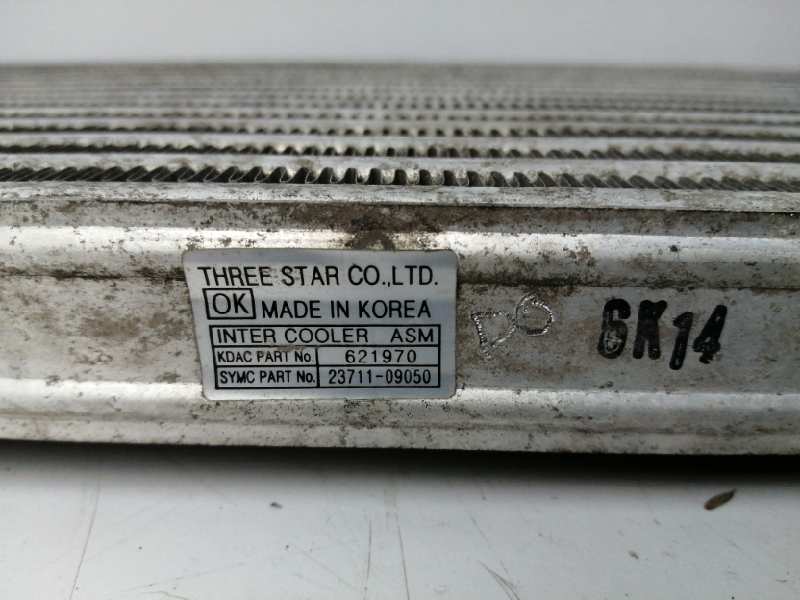 THREE STAR CO.,LTD.
OK MADE IN KOREA
INTER COOLER ASM
KDAC PART No 621970
SYMC PART No. 23711-09050
6K14